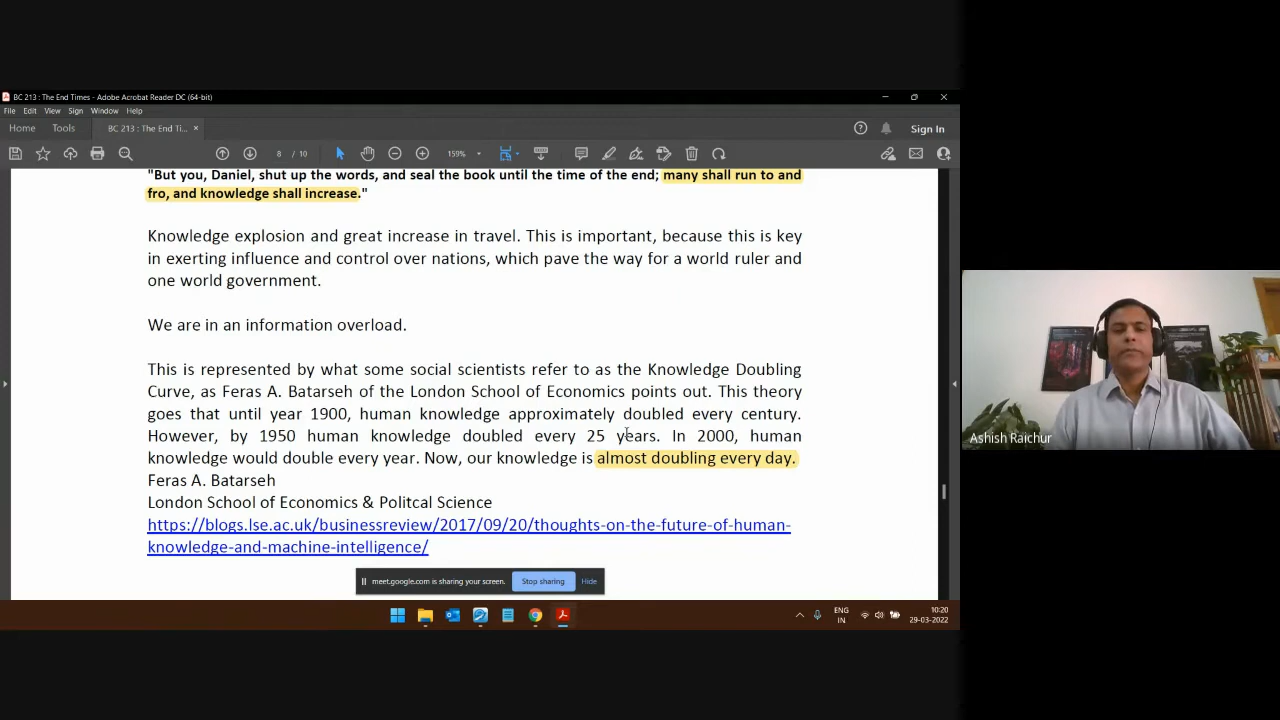 BC 213 : The End Times - Adobe Acrobat Reader DC (64-bit)
File Edit View Sign Window Help
Home Tools BC 213 : The End Ti... × Sign In
8 / 10 159%
"But you, Daniel, shut up the words, and seal the book until the time of the end; many shall run to and
fro, and knowledge shall increase."
Knowledge explosion and great increase in travel. This is important, because this is key
in exerting influence and control over nations, which pave the way for a world ruler and
one world government.
We are in an information overload.
This is represented by what some social scientists refer to as the Knowledge Doubling
Curve, as Feras A. Batarseh of the London School of Economics points out. This theory
goes that until year 1900, human knowledge approximately doubled every century.
However, by 1950 human knowledge doubled every 25 years. In 2000, human
knowledge would double every year. Now, our knowledge is almost doubling every day.
Feras A. Batarseh
London School of Economics & Politcal Science
https://blogs.lse.ac.uk/businessreview/2017/09/20/thoughts-on-the-future-of-human-
knowledge-and-machine-intelligence/
meet.google.com is sharing your screen. Stop sharing Hide
ENG
IN
10:20
29-03-2022
Ashish Raichur